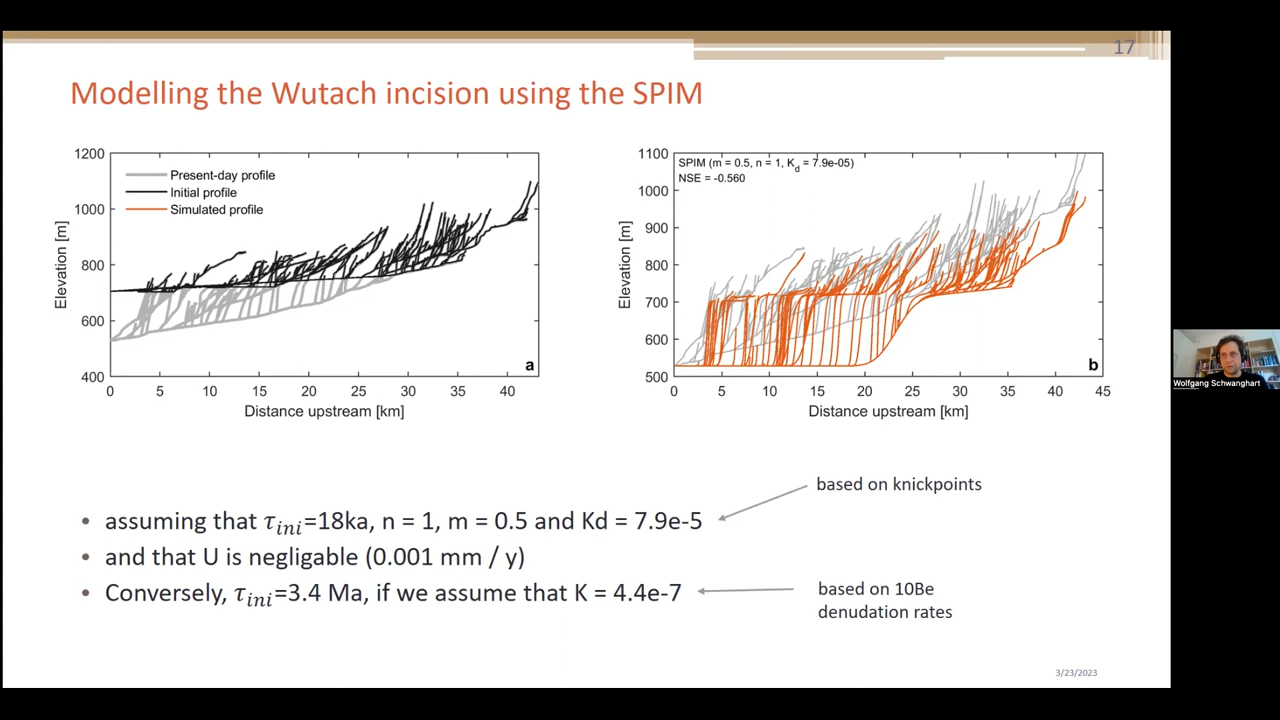 17
Modelling the Wutach incision using the SPIM
1200
1000
800
600
400
Elevation [m]
Present-day profile
Initial profile
Simulated profile
a
0 5 10 15 20 25 30 35 40
Distance upstream [km]
1100
1000
900
800
700
600
500
Elevation [m]
SPIM (m = 0.5, n = 1, Kd = 7.9e-05)
NSE = -0.560
b
0 5 10 15 20 25 30 35 40 45
Distance upstream [km]
based on knickpoints
• assuming that τini=18ka, n = 1, m = 0.5 and Kd = 7.9e-5
• and that U is negligable (0.001 mm / y)
• Conversely, τini=3.4 Ma, if we assume that K = 4.4e-7
based on 10Be
denudation rates
3/23/2023
Wolfgang Schwanghart